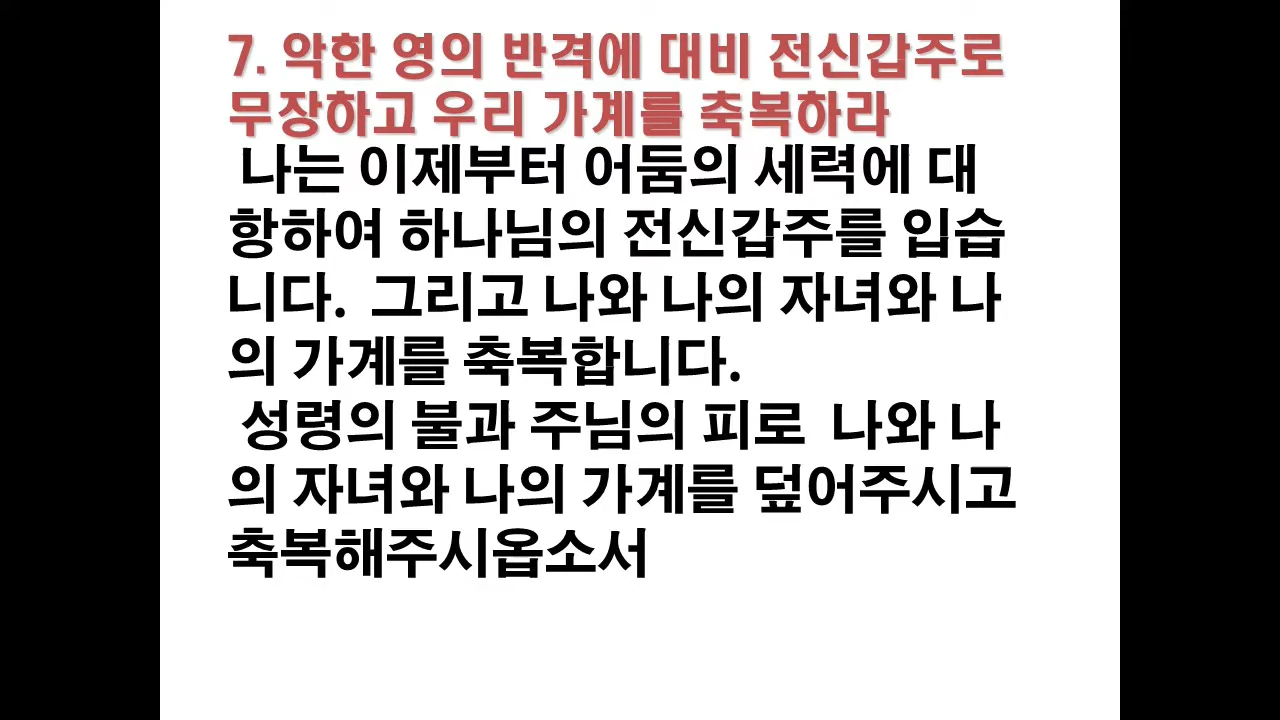 7. 악한 영의 반격에 대비 전신갑주로
무장하고 우리 가계를 축복하라
나는 이제부터 어둠의 세력에 대
항하여 하나님의 전신갑주를 입습
니다. 그리고 나와 나의 자녀와 나
의 가계를 축복합니다.
성령의 불과 주님의 피로 나와 나
의 자녀와 나의 가계를 덮어주시고
축복해주시옵소서